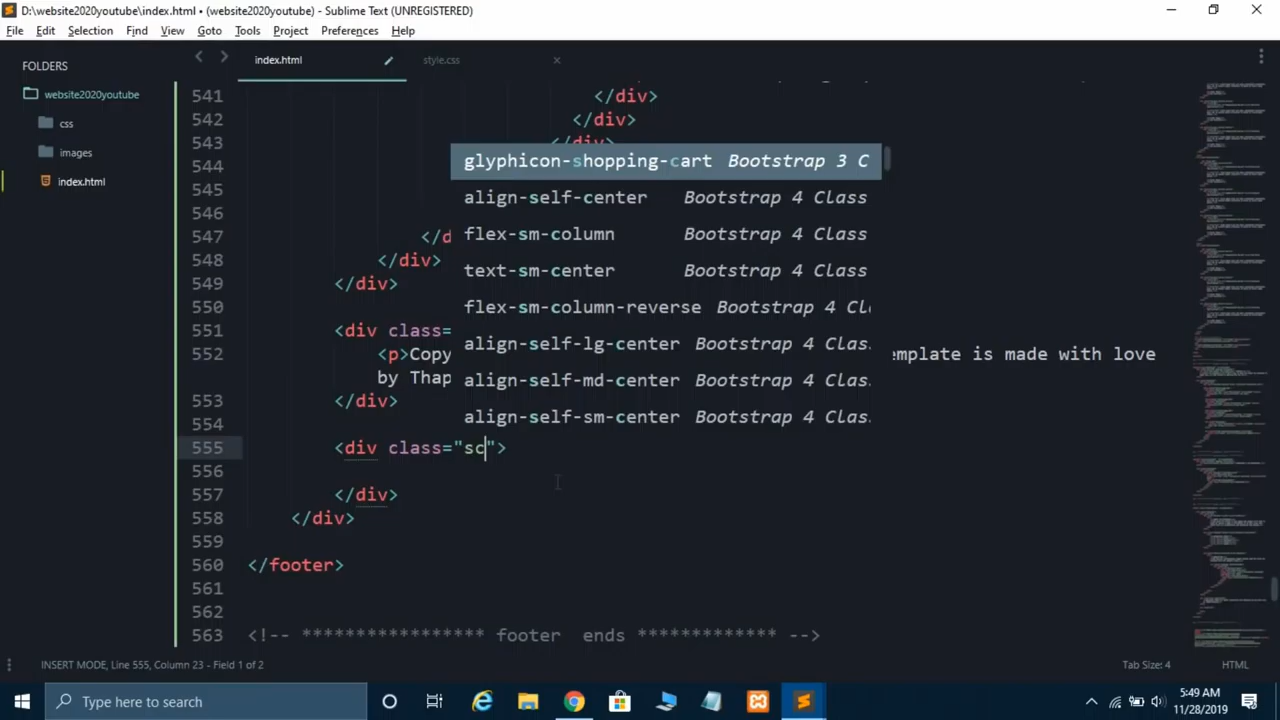 D:\website2020youtube\index.html • (website2020youtube) - Sublime Text (UNREGISTERED)
File Edit Selection Find View Goto Tools Project Preferences Help
FOLDERS
website2020youtube
css
images
index.html
index.html style.css
541 </div>
542 </div>
543 </div>
544
545
546
547 </d
548 </div>
549 </div>
550
551 <div class=
552 <p>Copy emplate is made with love
by Thap
553 </div>
554
555 <div class="sc">
556
557 </div>
558 </div>
559
560 </footer>
561
562
563 <!-- ***************** footer ends ************* -->
glyphicon-shopping-cart Bootstrap 3 C
align-self-center Bootstrap 4 Class
flex-sm-column Bootstrap 4 Class
text-sm-center Bootstrap 4 Class
flex-sm-column-reverse Bootstrap 4 Cl
align-self-lg-center Bootstrap 4 Clas
align-self-md-center Bootstrap 4 Clas
align-self-sm-center Bootstrap 4 Clas
INSERT MODE, Line 555, Column 23 - Field 1 of 2 Tab Size: 4 HTML
Type here to search
5:49 AM
11/28/2019